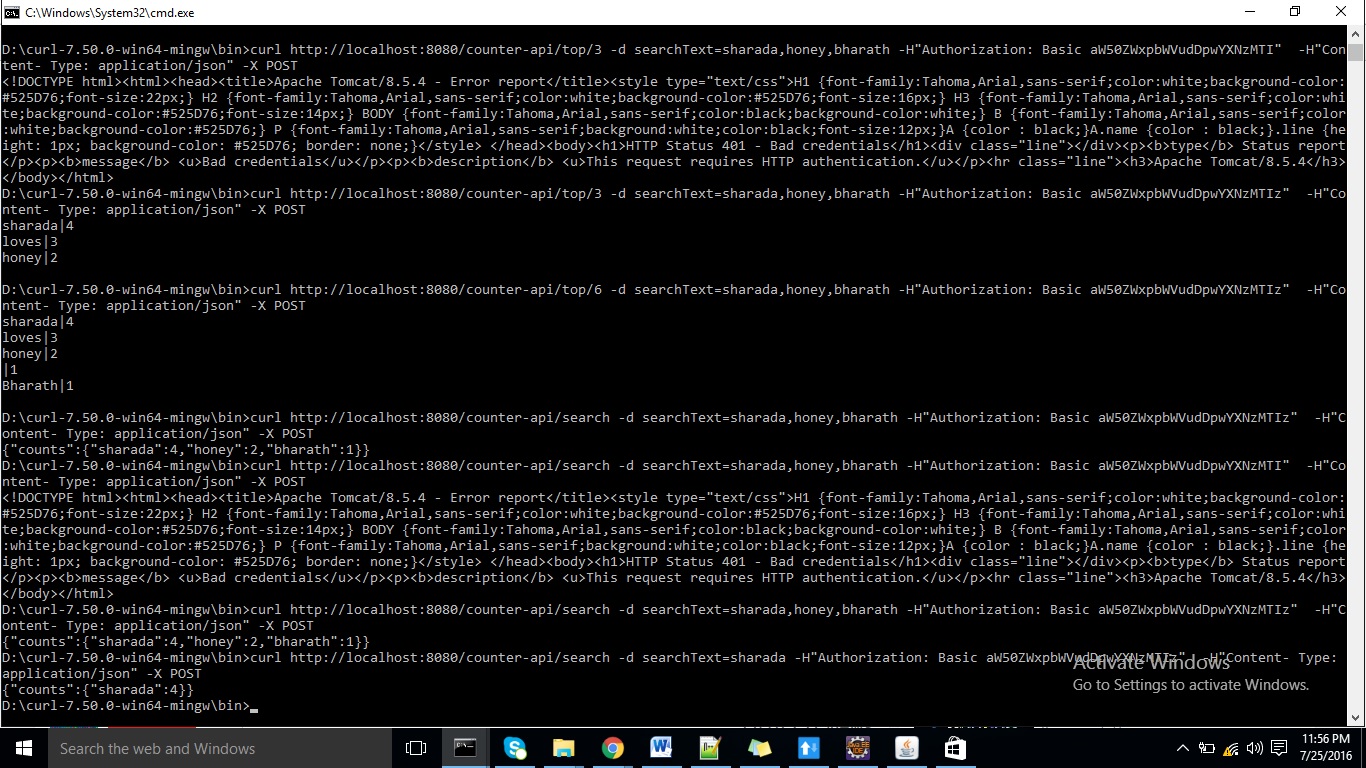 C:\Windows\System32\cmd.exe
D:\curl-7.50.0-win64-mingw\bin>curl http://localhost:8080/counter-api/top/3 -d searchText=sharada,honey,bharath -H"Authorization: Basic aW50ZWxpbWVudDpwYXNzMTI"  -H"Con
tent- Type: application/json" -X POST
<!DOCTYPE html><html><head><title>Apache Tomcat/8.5.4 - Error report</title><style type="text/css">H1 {font-family:Tahoma,Arial,sans-serif;color:white;background-color:
#525D76;font-size:22px;} H2 {font-family:Tahoma,Arial,sans-serif;color:white;background-color:#525D76;font-size:16px;} H3 {font-family:Tahoma,Arial,sans-serif;color:whi
te;background-color:#525D76;font-size:14px;} BODY {font-family:Tahoma,Arial,sans-serif;color:black;background-color:white;} B {font-family:Tahoma,Arial,sans-serif;color
:white;background-color:#525D76;} P {font-family:Tahoma,Arial,sans-serif;background:white;color:black;font-size:12px;}A {color : black;}A.name {color : black;}.line {he
ight: 1px; background-color: #525D76; border: none;}</style> </head><body><h1>HTTP Status 401 - Bad credentials</h1><div class="line"></div><p><b>type</b> Status report
</p><p><b>message</b> <u>Bad credentials</u></p><p><b>description</b> <u>This request requires HTTP authentication.</u></p><hr class="line"><h3>Apache Tomcat/8.5.4</h3>
</body></html>
D:\curl-7.50.0-win64-mingw\bin>curl http://localhost:8080/counter-api/top/3 -d searchText=sharada,honey,bharath -H"Authorization: Basic aW50ZWxpbWVudDpwYXNzMTIz"  -H"Co
ntent- Type: application/json" -X POST
sharada|4
loves|3
honey|2
D:\curl-7.50.0-win64-mingw\bin>curl http://localhost:8080/counter-api/top/6 -d searchText=sharada,honey,bharath -H"Authorization: Basic aW50ZWxpbWVudDpwYXNzMTIz"  -H"Co
ntent- Type: application/json" -X POST
sharada|4
loves|3
honey|2
|1
Bharath|1
D:\curl-7.50.0-win64-mingw\bin>curl http://localhost:8080/counter-api/search -d searchText=sharada,honey,bharath -H"Authorization: Basic aW50ZWxpbWVudDpwYXNzMTIz"  -H"C
ontent- Type: application/json" -X POST
{"counts":{"sharada":4,"honey":2,"bharath":1}}
D:\curl-7.50.0-win64-mingw\bin>curl http://localhost:8080/counter-api/search -d searchText=sharada,honey,bharath -H"Authorization: Basic aW50ZWxpbWVudDpwYXNzMTI"  -H"Co
ntent- Type: application/json" -X POST
<!DOCTYPE html><html><head><title>Apache Tomcat/8.5.4 - Error report</title><style type="text/css">H1 {font-family:Tahoma,Arial,sans-serif;color:white;background-color:
#525D76;font-size:22px;} H2 {font-family:Tahoma,Arial,sans-serif;color:white;background-color:#525D76;font-size:16px;} H3 {font-family:Tahoma,Arial,sans-serif;color:whi
te;background-color:#525D76;font-size:14px;} BODY {font-family:Tahoma,Arial,sans-serif;color:black;background-color:white;} B {font-family:Tahoma,Arial,sans-serif;color
:white;background-color:#525D76;} P {font-family:Tahoma,Arial,sans-serif;background:white;color:black;font-size:12px;}A {color : black;}A.name {color : black;}.line {he
ight: 1px; background-color: #525D76; border: none;}</style> </head><body><h1>HTTP Status 401 - Bad credentials</h1><div class="line"></div><p><b>type</b> Status report
</p><p><b>message</b> <u>Bad credentials</u></p><p><b>description</b> <u>This request requires HTTP authentication.</u></p><hr class="line"><h3>Apache Tomcat/8.5.4</h3>
</body></html>
D:\curl-7.50.0-win64-mingw\bin>curl http://localhost:8080/counter-api/search -d searchText=sharada,honey,bharath -H"Authorization: Basic aW50ZWxpbWVudDpwYXNzMTIz"  -H"C
ontent- Type: application/json" -X POST
{"counts":{"sharada":4,"honey":2,"bharath":1}}
D:\curl-7.50.0-win64-mingw\bin>curl http://localhost:8080/counter-api/search -d searchText=sharada -H"Authorization: Basic aW50ZWxpbWVudDpwYXNzMTIz"  -H"Content- Type:
application/json" -X POST
{"counts":{"sharada":4}}
D:\curl-7.50.0-win64-mingw\bin>
Activate Windows
Go to Settings to activate Windows.
Search the web and Windows
11:56 PM
7/25/2016